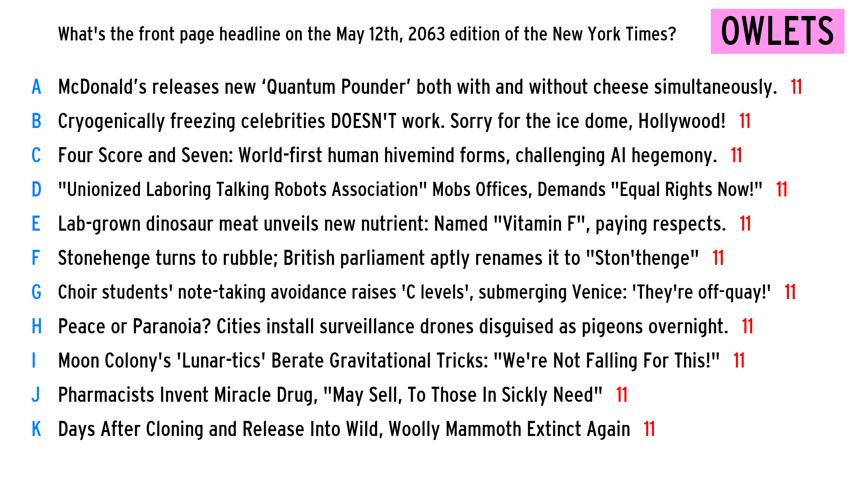 What's the front page headline on the May 12th, 2063 edition of the New York Times?
OWLETS
A McDonald’s releases new ‘Quantum Pounder’ both with and without cheese simultaneously. 11
B Cryogenically freezing celebrities DOESN'T work. Sorry for the ice dome, Hollywood! 11
C Four Score and Seven: World-first human hivemind forms, challenging AI hegemony. 11
D "Unionized Laboring Talking Robots Association" Mobs Offices, Demands "Equal Rights Now!" 11
E Lab-grown dinosaur meat unveils new nutrient: Named "Vitamin F", paying respects. 11
F Stonehenge turns to rubble; British parliament aptly renames it to "Ston'thenge" 11
G Choir students' note-taking avoidance raises 'C levels', submerging Venice: 'They're off-quay!' 11
H Peace or Paranoia? Cities install surveillance drones disguised as pigeons overnight. 11
I Moon Colony's 'Lunar-tics' Berate Gravitational Tricks: "We're Not Falling For This!" 11
J Pharmacists Invent Miracle Drug, "May Sell, To Those In Sickly Need" 11
K Days After Cloning and Release Into Wild, Woolly Mammoth Extinct Again 11